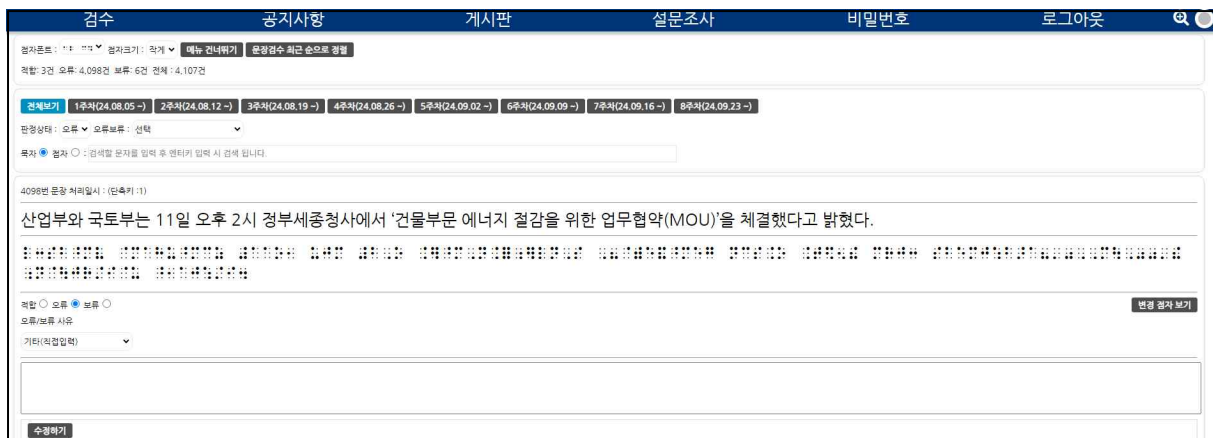 검수 공지사항 게시판 설문조사 비밀번호 로그아웃
점자폰트 : 점자크기 : 작게 메뉴 건너뛰기 문장검수 최근 순으로 정렬
적합: 3건 오류: 4,098건 보류: 6건 전체 : 4,107건
전체보기 1주차(24.08.05 ~) 2주차(24.08.12 ~) 3주차(24.08.19 ~) 4주차(24.08.26 ~) 5주차(24.09.02 ~) 6주차(24.09.09 ~) 7주차(24.09.16 ~) 8주차(24.09.23 ~)
판정상태 : 오류 오류보류 : 선택
묵자 점자 : 검색할 문자를 입력 후 엔터키 입력 시 검색 됩니다.
4098번 문장 처리일시 : (단축키 :1)
산업부와 국토부는 11일 오후 2시 정부세종청사에서 ‘건물부문 에너지 절감을 위한 업무협약(MOU)’을 체결했다고 밝혔다.
적합 오류 보류 변경 점자 보기
오류/보류 사유
기타(직접입력)
수정하기